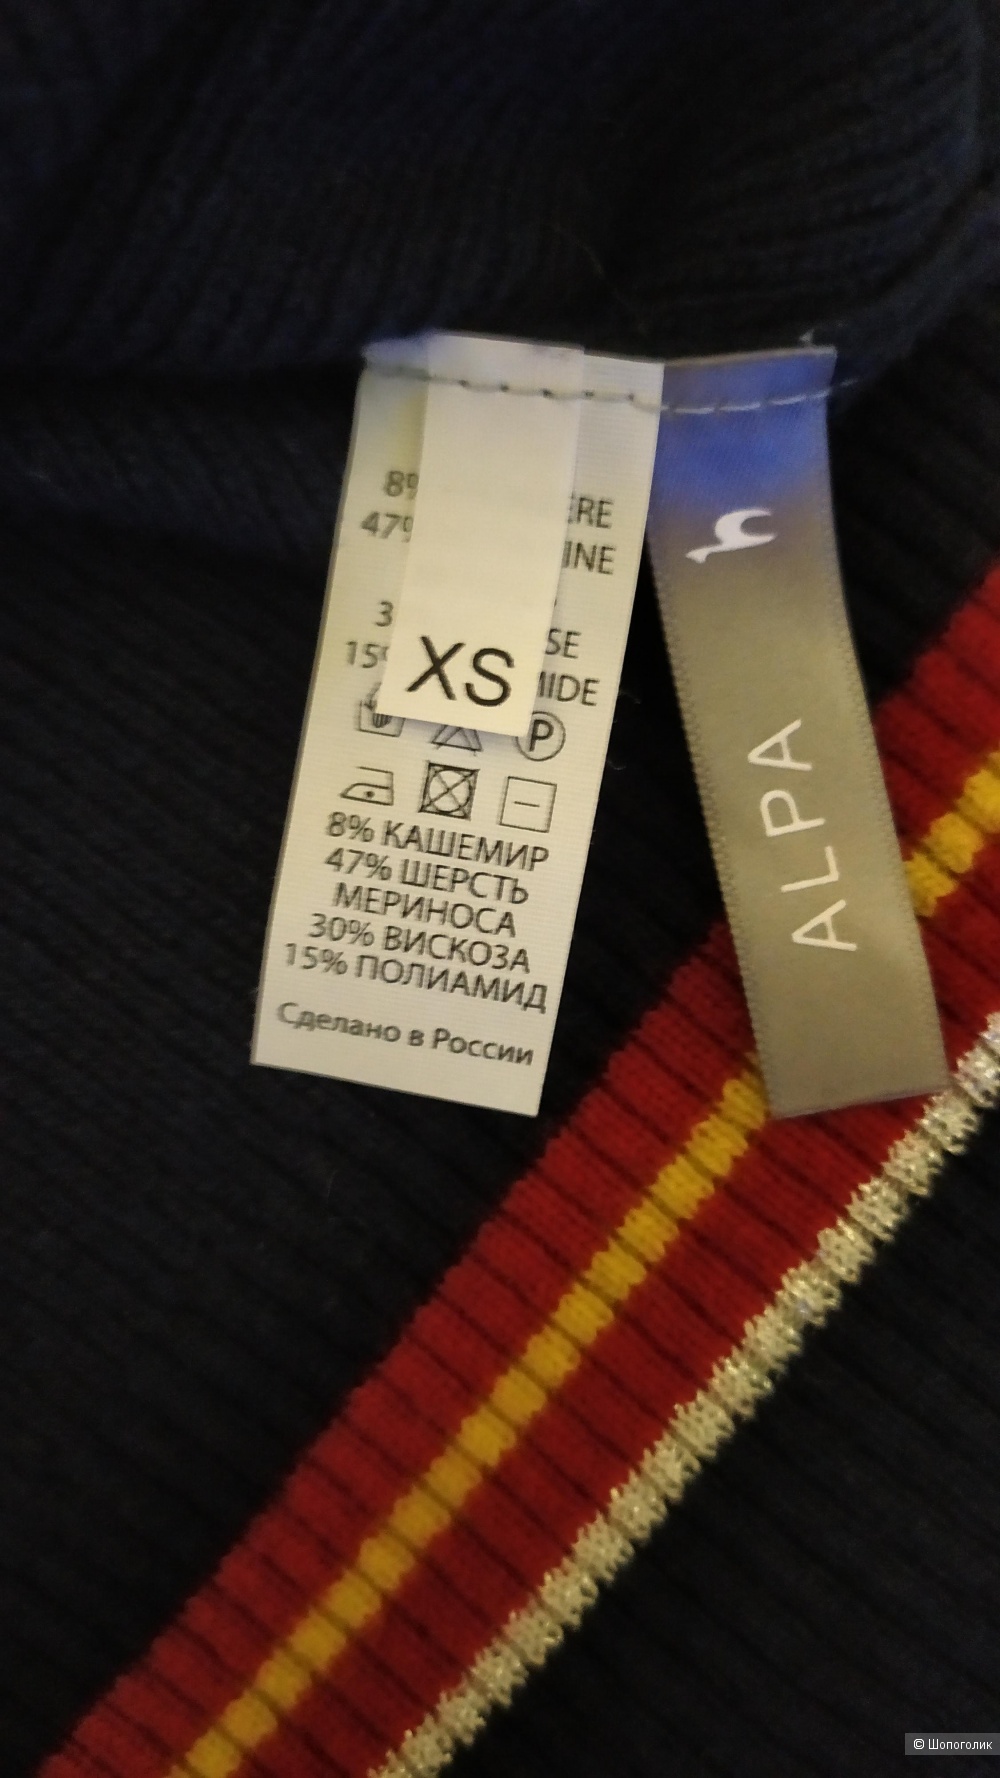 XS
P
8% КАШЕМИР
47% ШЕРСТЬ
МЕРИНОСА
30% ВИСКОЗА
15% ПОЛИАМИД
Сделано в России
ALPA
© Шопоголик